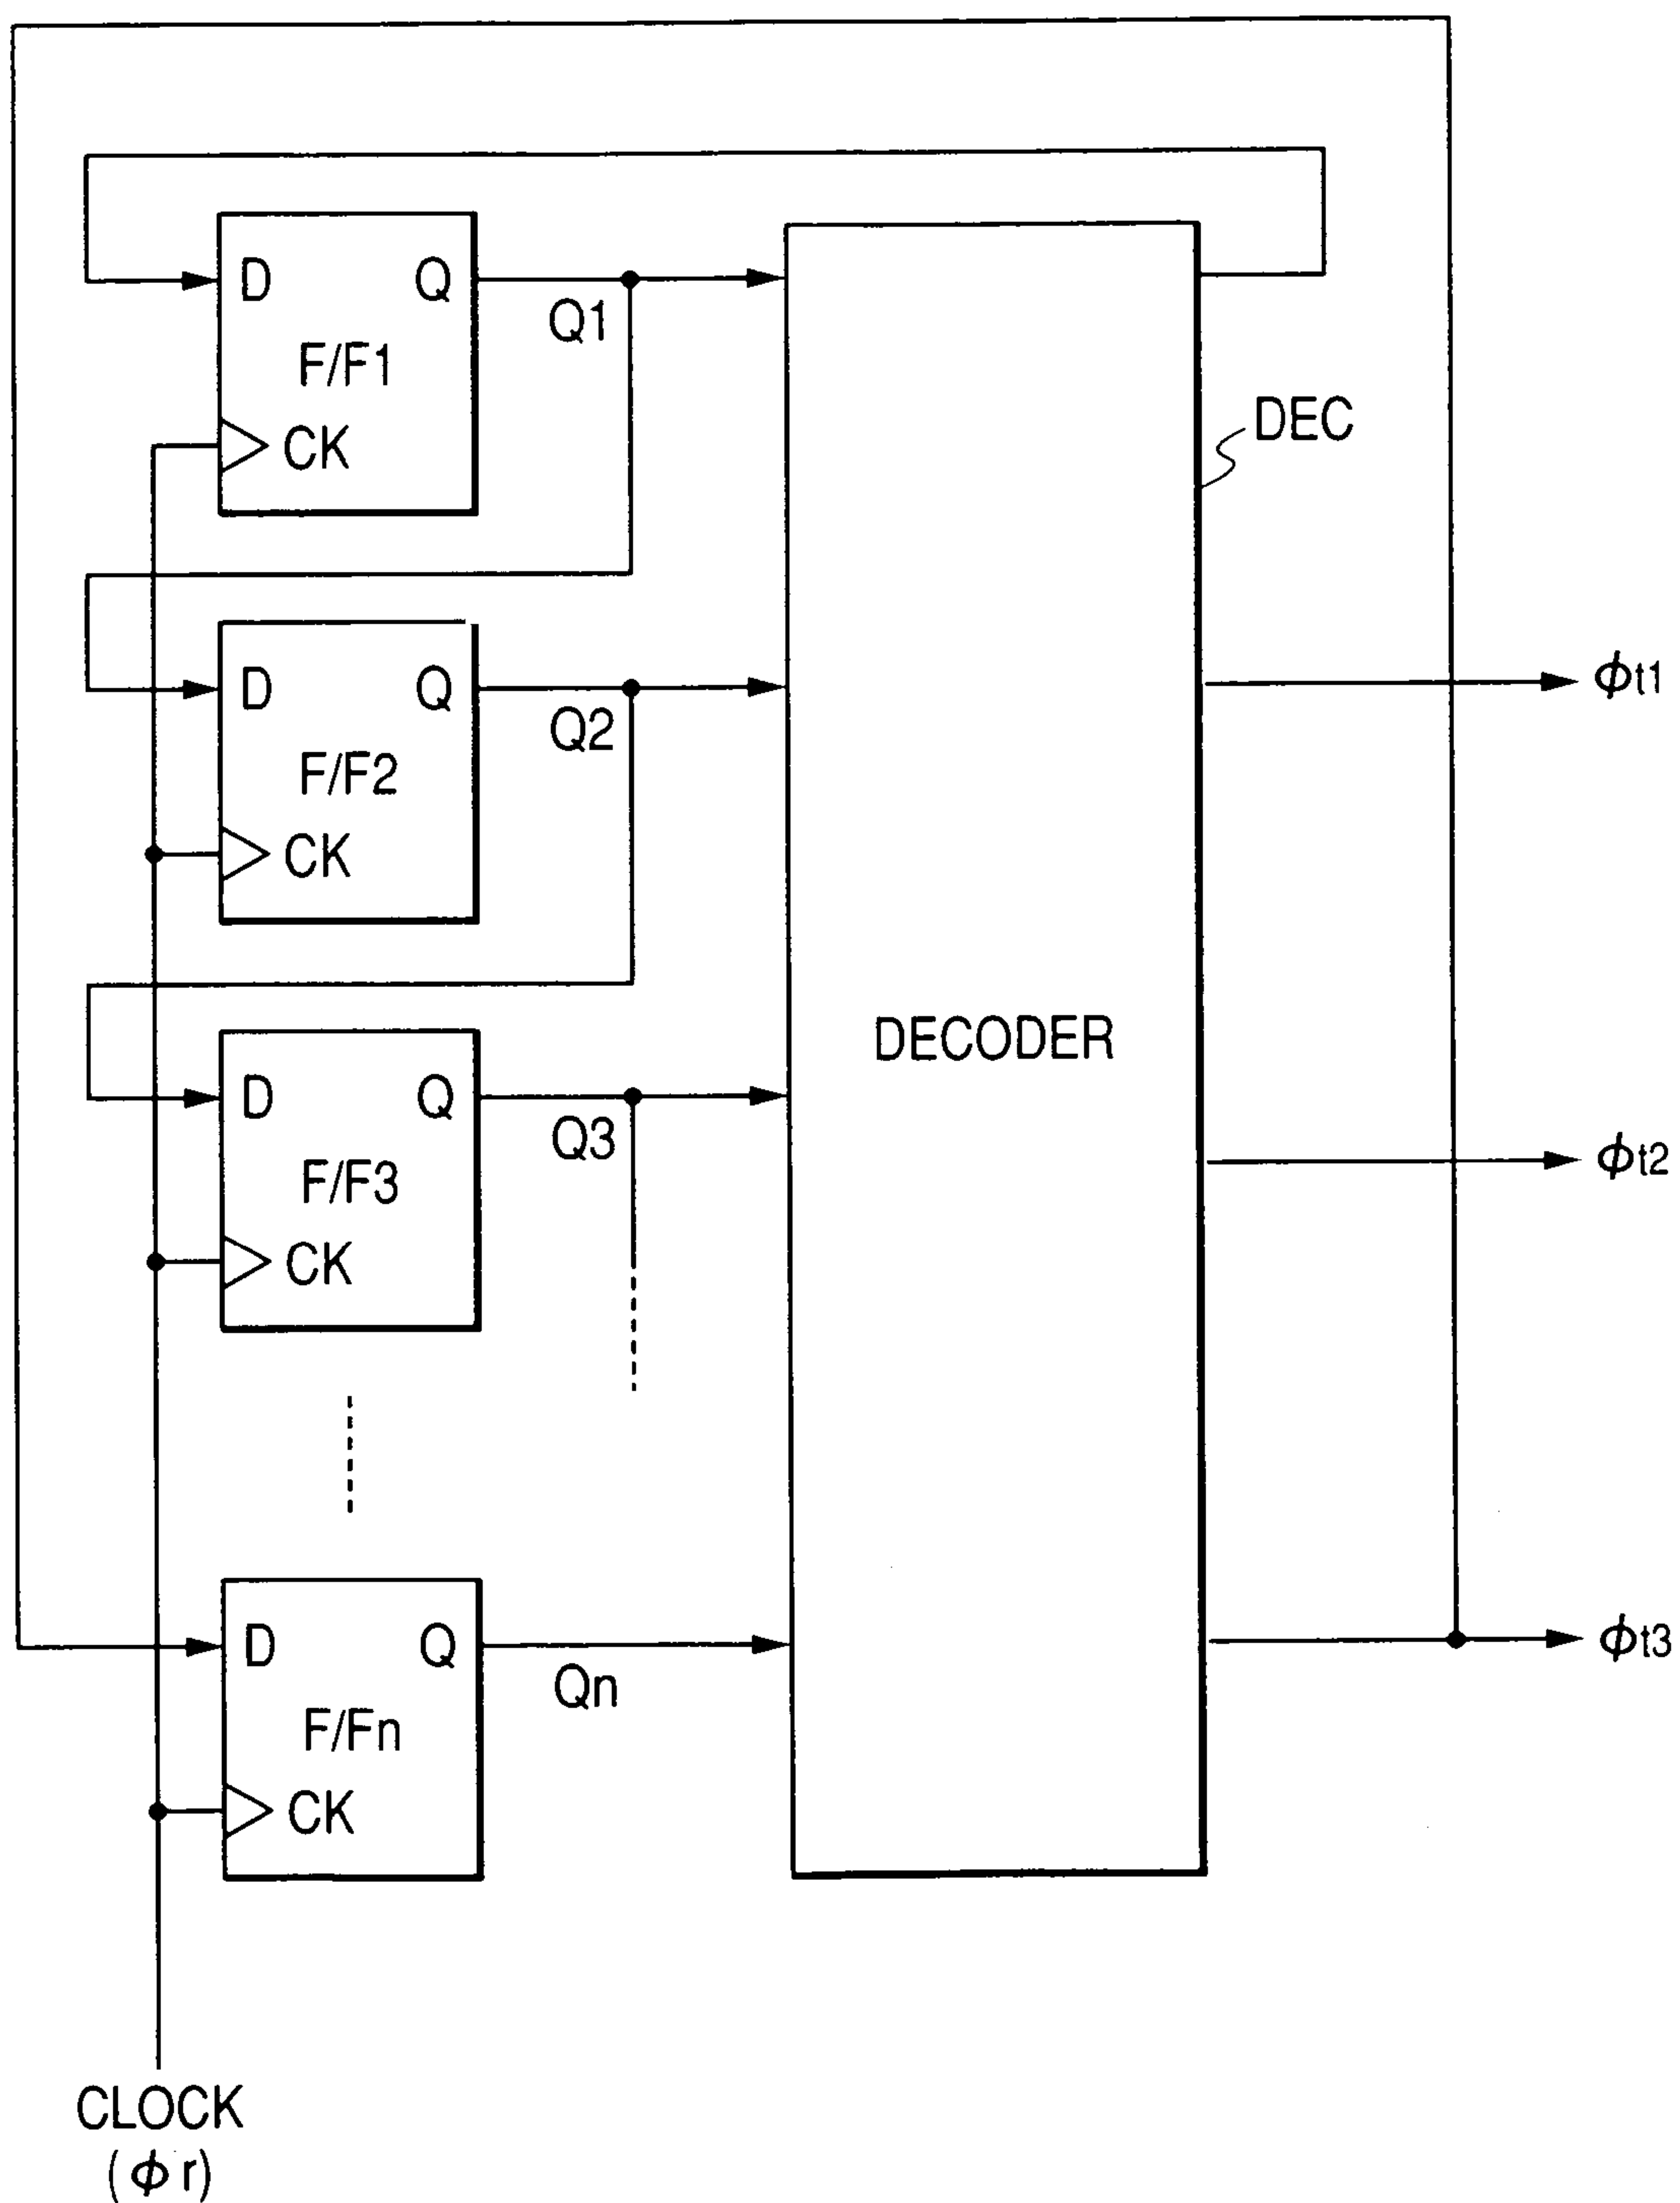 D Q
Q1
F/F1
CK
DEC
D Q
Q2
F/F2
CK
ϕt1
D Q
Q3
F/F3
CK
DECODER
ϕt2
D Q
Qn
F/Fn
CK
ϕt3
CLOCK
(ϕr)